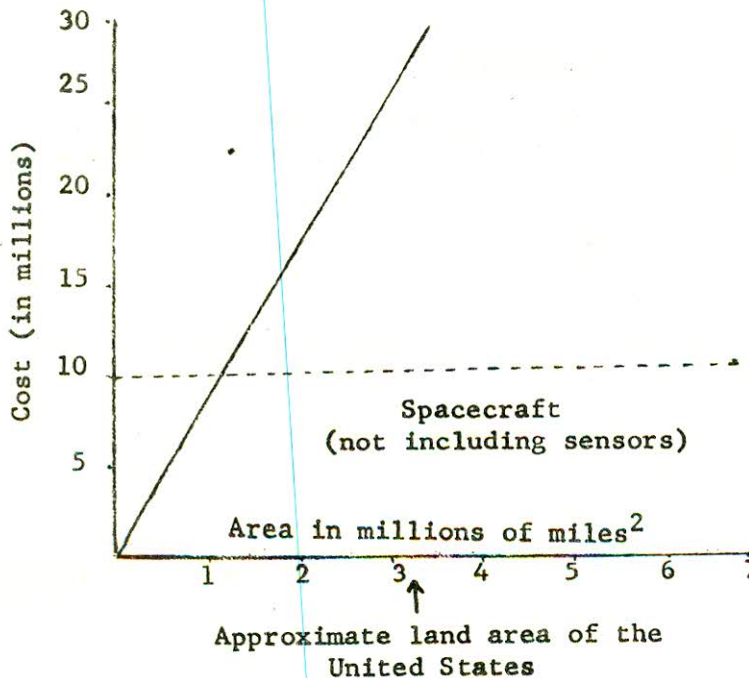 30
25
20
15
10
5
Cost (in millions)
Spacecraft
(not including sensors)
Area in millions of miles²
1 2 3 4 5 6 7
Approximate land area of the
United States